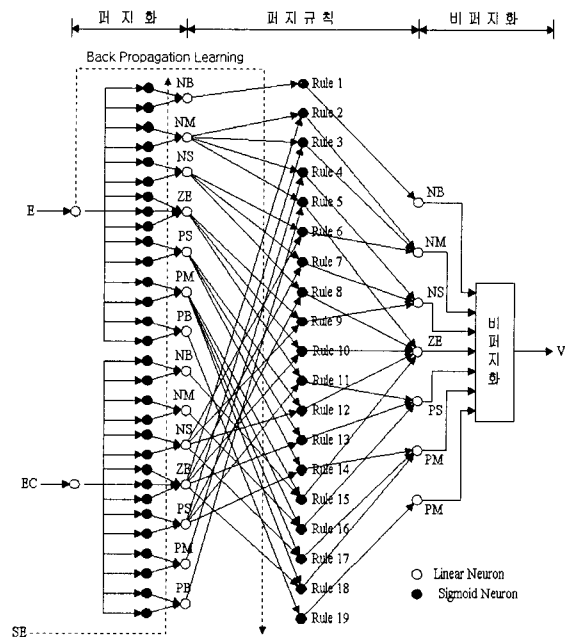 퍼 지 화
퍼 지 규 칙
비 퍼 지 화
Back Propagation Learning
NB
NM
NS
ZE
PS
PM
PB
NB
NM
NS
ZE
PS
PM
PB
E
EC
SE
Rule 1
Rule 2
Rule 3
Rule 4
Rule 5
Rule 6
Rule 7
Rule 8
Rule 9
Rule 10
Rule 11
Rule 12
Rule 13
Rule 14
Rule 15
Rule 16
Rule 17
Rule 18
Rule 19
NB
NM
NS
ZE
PS
PM
PM
비퍼지화
V
Linear Neuron
Sigmoid Neuron